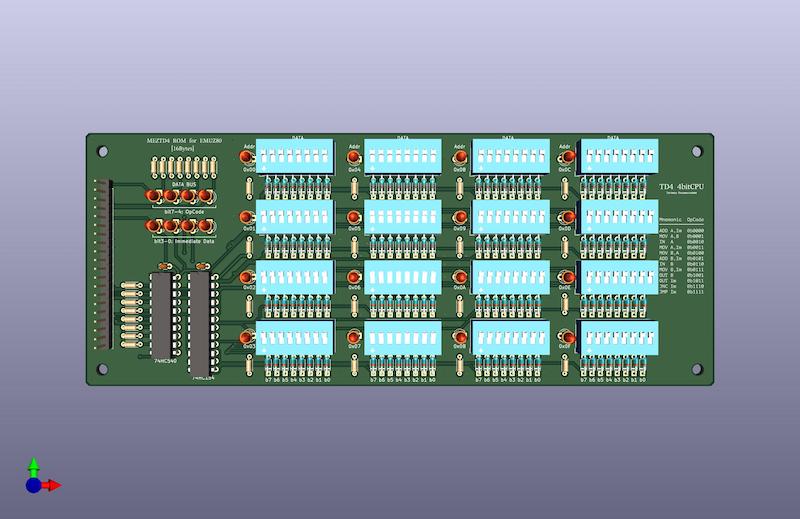 MEZTD4 ROM for EMUZ80
[16Bytes]
DATA BUS
bit7-4: OpCode
bit3-0: Immediate Data
74HC540
74HC154
DATA
DATA
DATA
DATA
Addr
Addr
Addr
Addr
0x00
0x04
0x08
0x0C
0x01
0x05
0x09
0x0D
0x02
0x06
0x0A
0x0E
0x03
0x07
0x0B
0x0F
b7 b6 b5 b4 b3 b2 b1 b0
b7 b6 b5 b4 b3 b2 b1 b0
b7 b6 b5 b4 b3 b2 b1 b0
b7 b6 b5 b4 b3 b2 b1 b0
TD4 4bitCPU
Mnemonic OpCode
ADD A,Im 0b0000
MOV A,B 0b0001
IN A 0b0010
MOV A,Im 0b0011
MOV B,A 0b0100
ADD B,Im 0b0101
IN B 0b0110
MOV B,Im 0b0111
OUT B 0b1001
OUT Im 0b1011
JNC Im 0b1110
JMP Im 0b1111